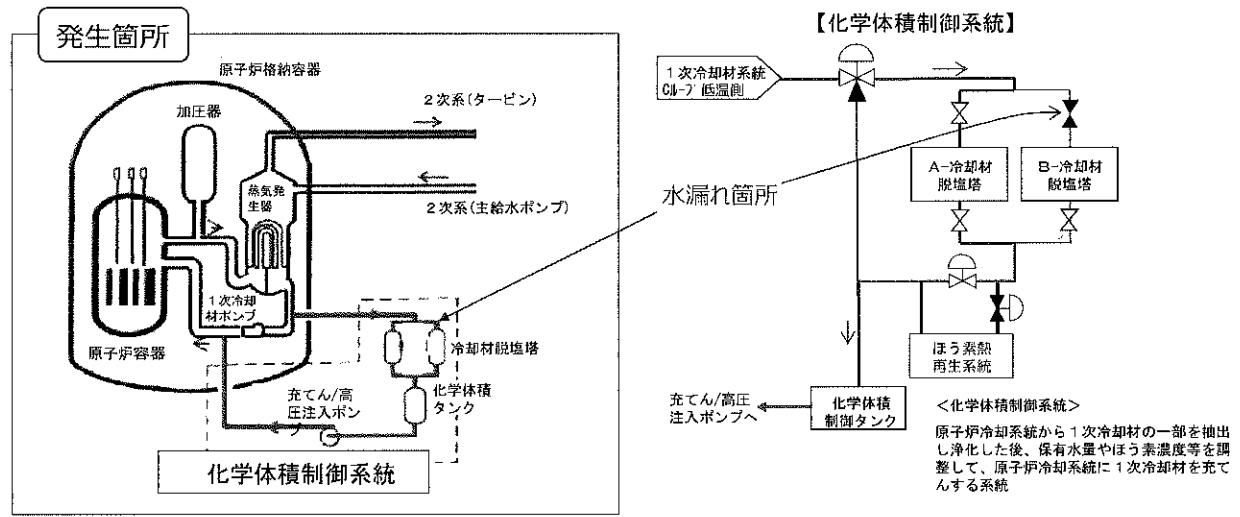 発生箇所
原子炉格納容器
加圧器
2次系(タービン)
蒸気発
生器
2次系(主給水ポンプ)
1次冷却
材ポンプ
原子炉容器
冷却材脱塩塔
化学体積
タンク
充てん/高
圧注入ポン
プ
化学体積制御系統
水漏れ箇所
【化学体積制御系統】
1次冷却材系統
Cループ低温側
A-冷却材
脱塩塔
B-冷却材
脱塩塔
ほう素熱
再生系統
充てん/高圧
注入ポンプへ
化学体積
制御タンク
<化学体積制御系統>
原子炉冷却系統から1次冷却材の一部を抽出
し浄化した後、保有水量やほう素濃度等を調
整して、原子炉冷却系統に1次冷却材を充て
んする系統